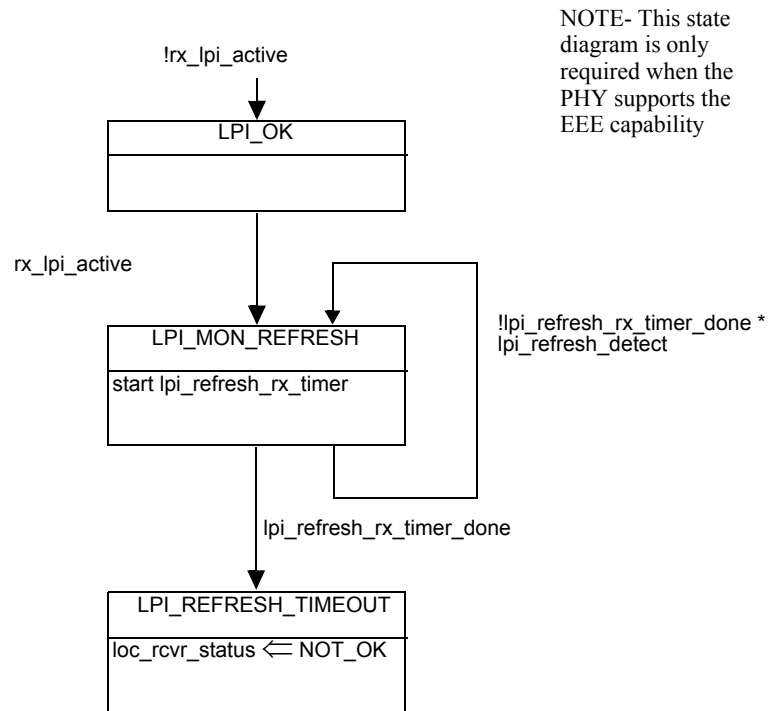 NOTE- This state
diagram is only
required when the
PHY supports the
EEE capability
!rx_lpi_active
LPI_OK
rx_lpi_active
!lpi_refresh_rx_timer_done *
lpi_refresh_detect
LPI_MON_REFRESH
start lpi_refresh_rx_timer
lpi_refresh_rx_timer_done
LPI_REFRESH_TIMEOUT
loc_rcvr_status ⇐ NOT_OK